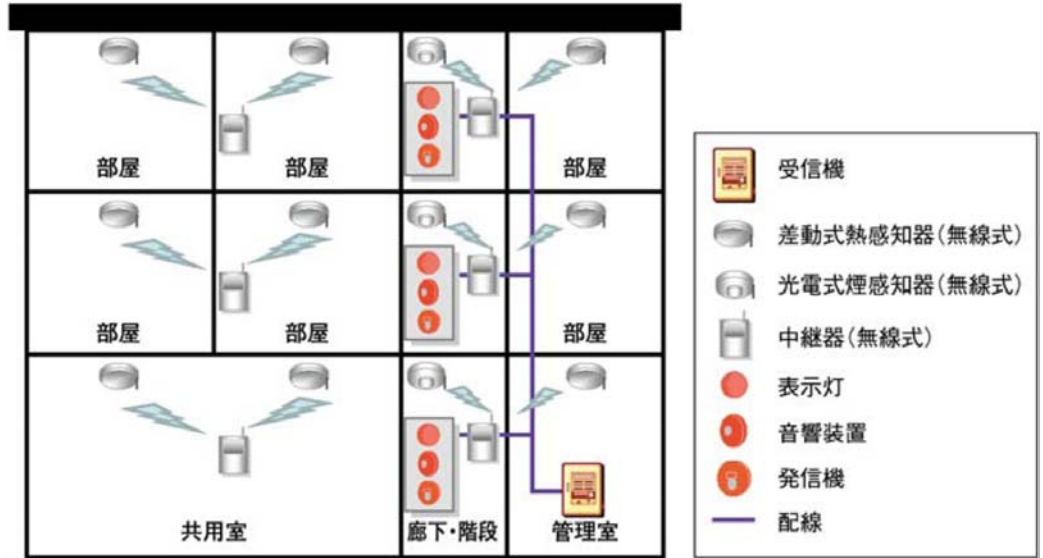 部屋 部屋 部屋
部屋 部屋 部屋
共用室 廊下・階段 管理室
受信機
差動式熱感知器(無線式)
光電式煙感知器(無線式)
中継器(無線式)
表示灯
音響装置
発信機
配線